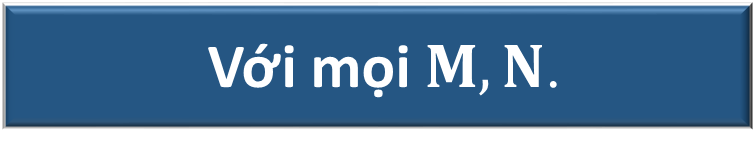 Với mọi M, N.